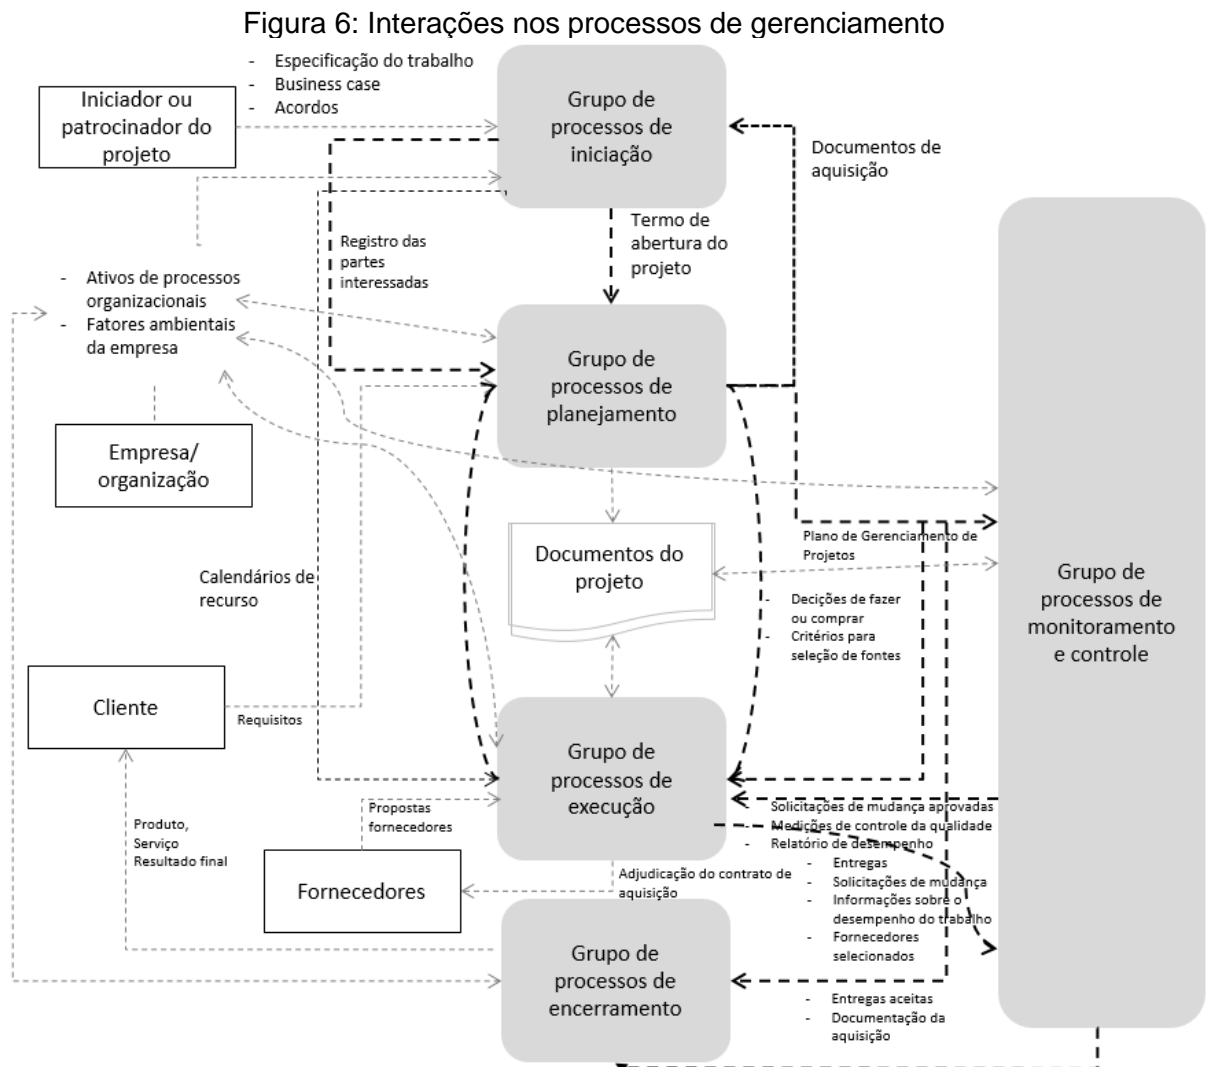 Figura 6: Interações nos processos de gerenciamento
- Especificação do trabalho
- Business case
- Acordos
Iniciador ou
patrocinador do
projeto
Grupo de
processos de
iniciação
Documentos de
aquisição
Termo de
abertura do
projeto
Registro das
partes
interessadas
- Ativos de processos
organizacionais
- Fatores ambientais
da empresa
Grupo de
processos de
planejamento
Empresa/
organização
Plano de Gerenciamento de
Projetos
Documentos do
projeto
Calendários de
recurso
- Decições de fazer
ou comprar
- Critérios para
seleção de fontes
Grupo de
processos de
monitoramento
e controle
Cliente
Requisitos
Grupo de
processos de
execução
Propostas
fornecedores
- Solicitações de mudança aprovadas
- Medições de controle da qualidade
- Relatório de desempenho
Produto,
Serviço
Resultado final
Fornecedores
Adjudicação do contrato de
aquisição
- Entregas
- Solicitações de mudança
- Informações sobre o
desempenho do trabalho
- Fornecedores
selecionados
Grupo de
processos de
encerramento
- Entregas aceitas
- Documentação da
aquisição